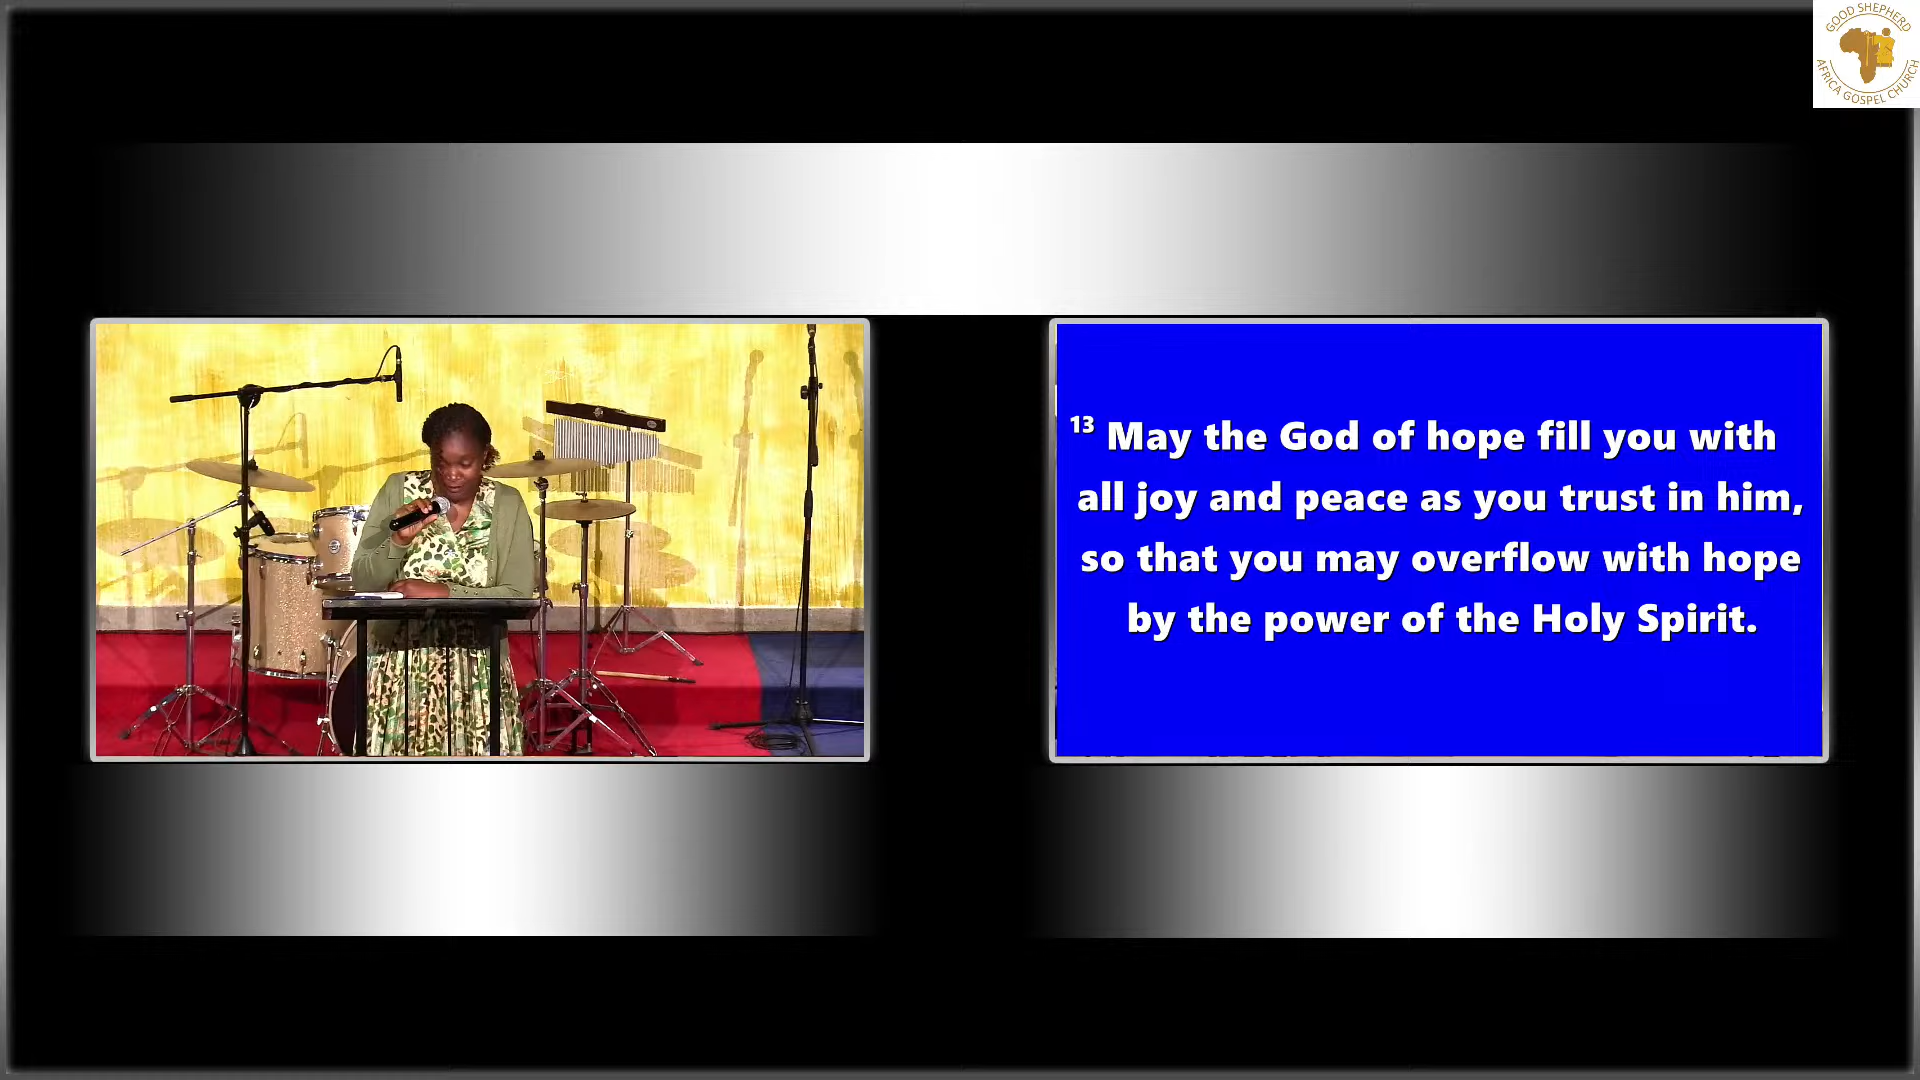 GOOD SHEPHERD
AFRICA GOSPEL CHURCH
13 May the God of hope fill you with
all joy and peace as you trust in him,
so that you may overflow with hope
by the power of the Holy Spirit.